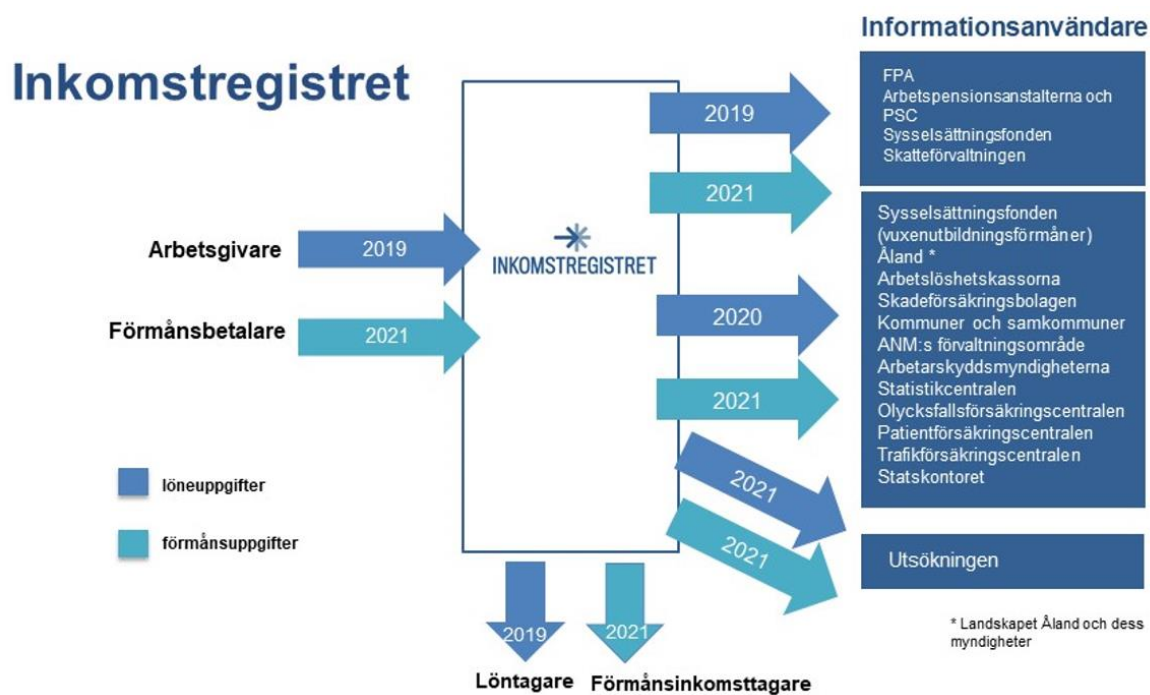 Inkomstregistret
Informationsanvändare
Arbetsgivare
2019
Förmånsbetalare
2021
INKOMSTREGISTRET
2019
2021
2020
2021
2021
2021
FPA
Arbetspensionsanstalterna och
PSC
Sysselsättningsfonden
Skatteförvaltningen
Sysselsättningsfonden
(vuxenutbildningsförmåner)
Åland *
Arbetslöshetskassorna
Skadeförsäkringsbolagen
Kommuner och samkommuner
ANM:s förvaltningsområde
Arbetarskyddsmyndigheterna
Statistikcentralen
Olycksfallsförsäkringscentralen
Patientförsäkringscentralen
Trafikförsäkringscentralen
Statskontoret
Utsökningen
löneuppgifter
förmånsuppgifter
2019
2021
Löntagare
Förmånsinkomsttagare
* Landskapet Åland och dess
myndigheter